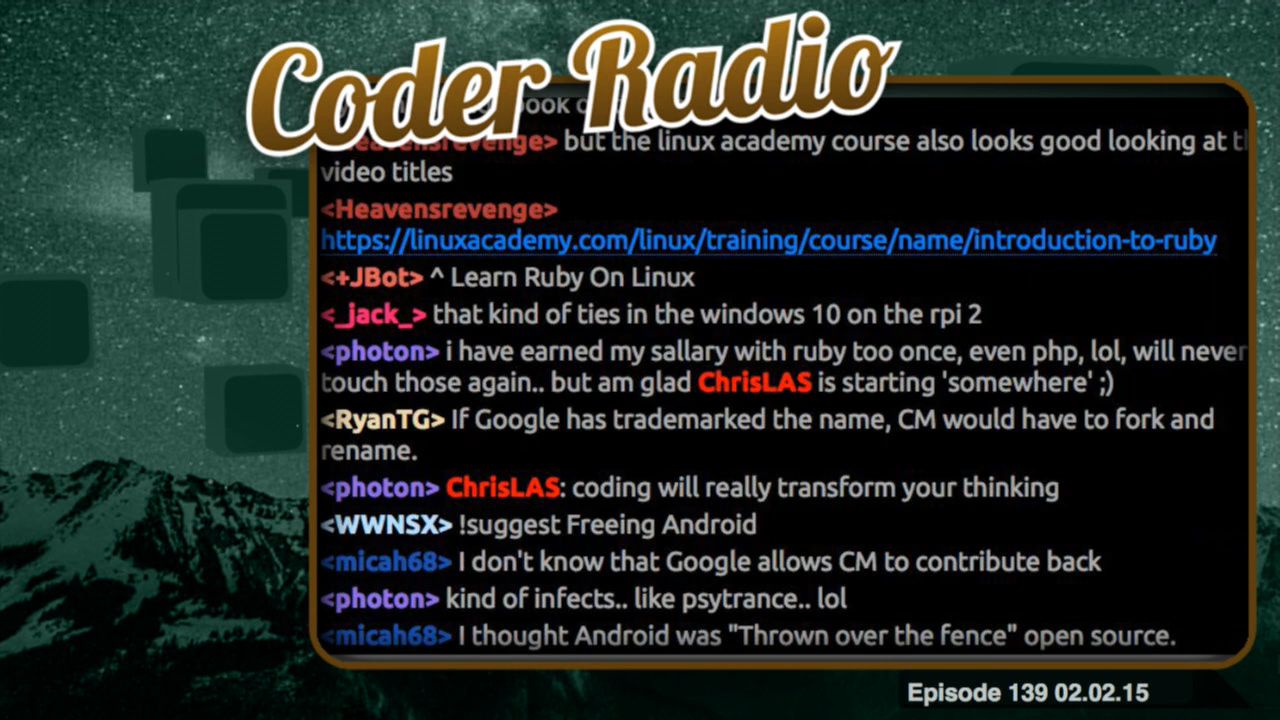 Coder Radio
book
Heavensrevenge> but the linux academy course also looks good looking at
video titles
<Heavensrevenge>
https://linuxacademy.com/linux/training/course/name/introduction-to-ruby
<+JBot> ^ Learn Ruby On Linux
<_jack_> that kind of ties in the windows 10 on the rpi 2
<photon> i have earned my sallary with ruby too once, even php, lol, will never
touch those again.. but am glad ChrisLAS is starting 'somewhere' ;)
<RyanTG> If Google has trademarked the name, CM would have to fork and
rename.
<photon> ChrisLAS: coding will really transform your thinking
<WWNSX> !suggest Freeing Android
<micah68> I don't know that Google allows CM to contribute back
<photon> kind of infects.. like psytrance.. lol
<micah68> I thought Android was "Thrown over the fence" open source.
Episode 139 02.02.15